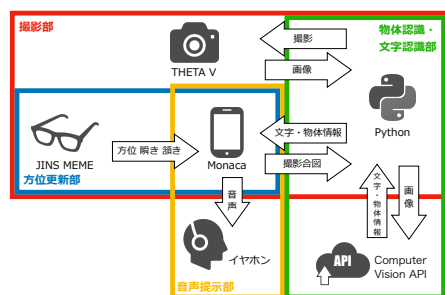 撮影部
物体認識・
文字認識部
撮影
画像
THETA V
Python
方位 瞬き 頷き
文字・物体情報
撮影合図
JINS MEME
Monaca
方位更新部
音声
文字・物体情報
画像
イヤホン
API
Computer
Vision API
音声提示部